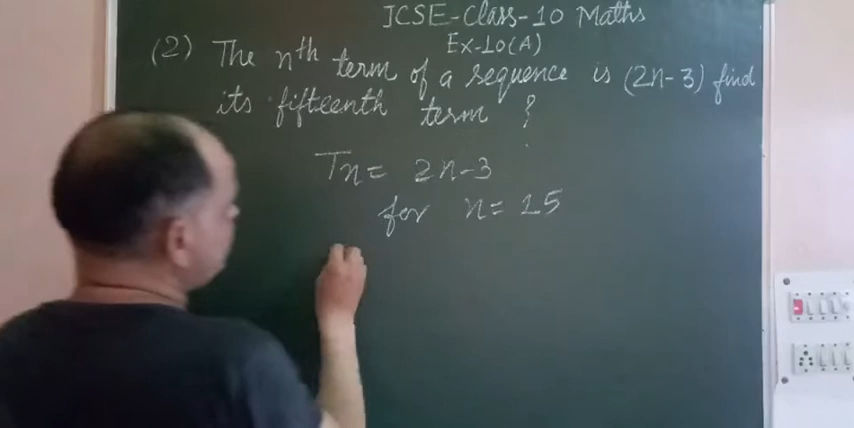 ICSE-Class-10 Maths
Ex-10(A)
(2) The nth term of a sequence is (2n-3) find
its fifteenth term ?
Tn = 2n-3
for n = 15